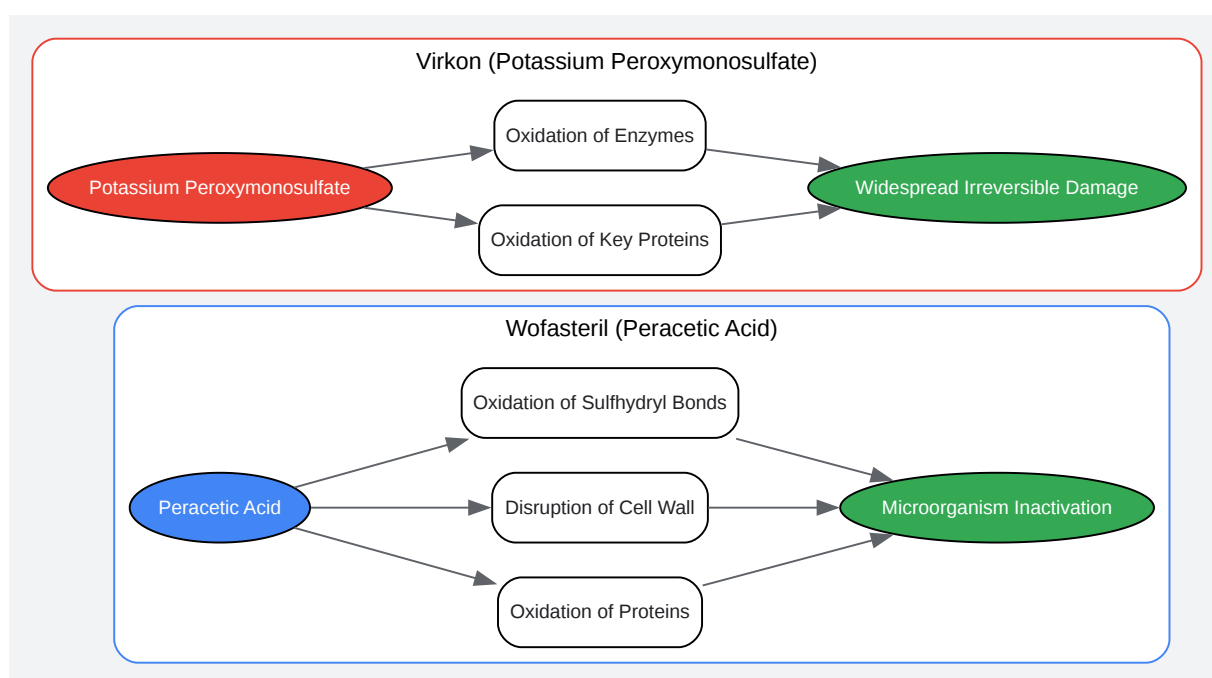 Virkon (Potassium Peroxymonosulfate)
Oxidation of Enzymes
Potassium Peroxymonosulfate
Widespread Irreversible Damage
Oxidation of Key Proteins
Wofasteril (Peracetic Acid)
Oxidation of Sulfhydryl Bonds
Peracetic Acid
Disruption of Cell Wall
Microorganism Inactivation
Oxidation of Proteins